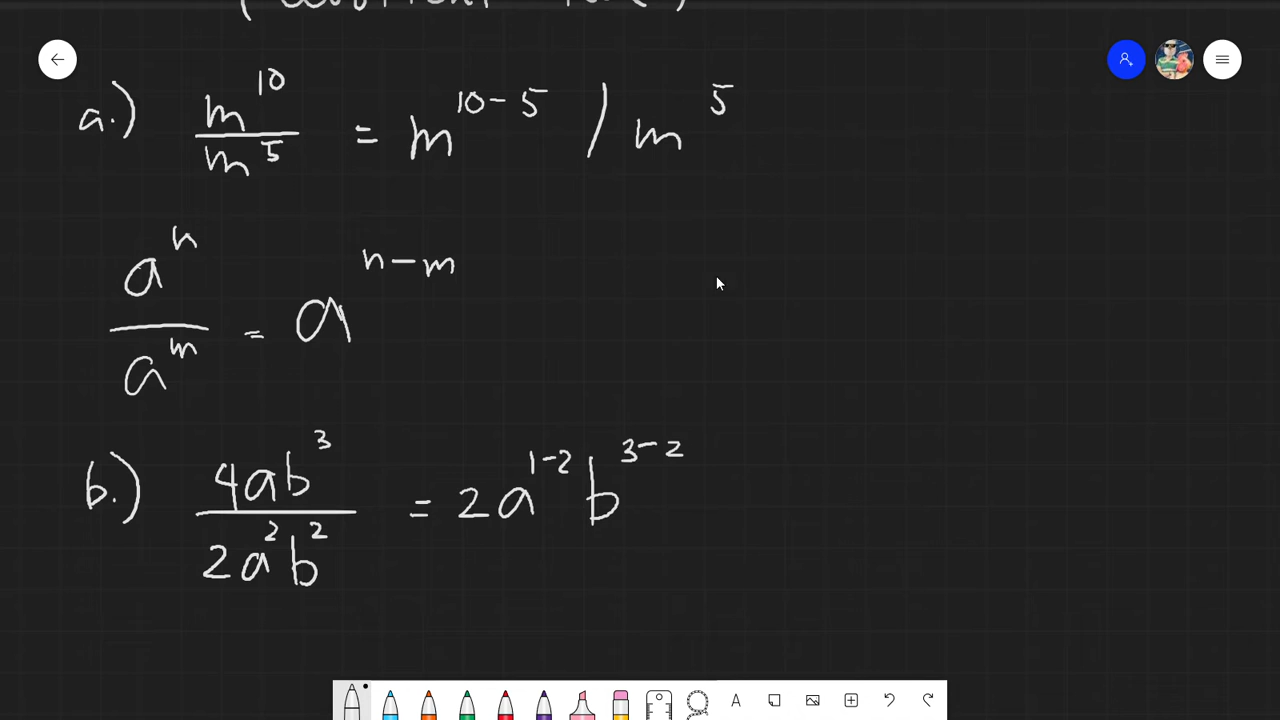 a.) m^10 / m^5 = m^10-5 / m^5
a^n / a^m = a^n-m
b.) 4ab^3 / 2a^2b^2 = 2a^1-2 b^3-2
A